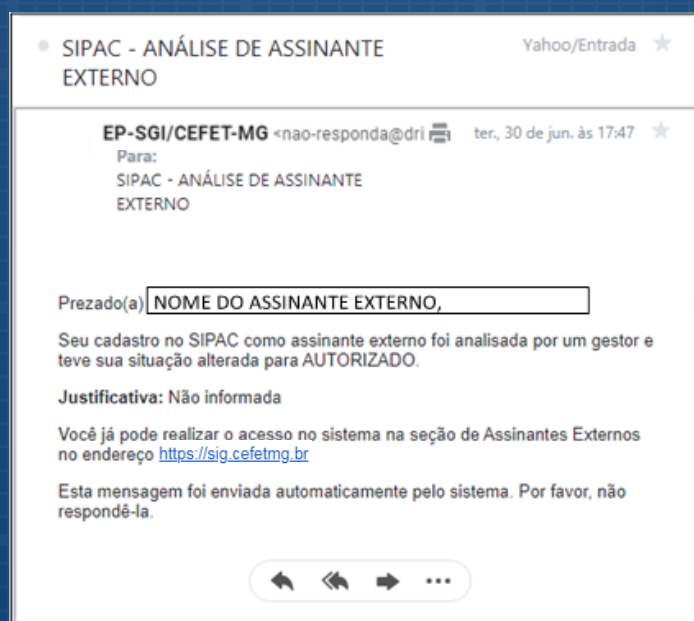 SIPAC - ANÁLISE DE ASSINANTE
EXTERNO
Yahoo/Entrada
EP-SGI/CEFET-MG <nao-responda@dri
ter., 30 de jun. às 17:47
Para:
SIPAC - ANÁLISE DE ASSINANTE
EXTERNO
Prezado(a) NOME DO ASSINANTE EXTERNO,
Seu cadastro no SIPAC como assinante externo foi analisada por um gestor e
teve sua situação alterada para AUTORIZADO.
Justificativa: Não informada
Você já pode realizar o acesso no sistema na seção de Assinantes Externos
no endereço https://sig.cefetmg.br
Esta mensagem foi enviada automaticamente pelo sistema. Por favor, não
respondê-la.